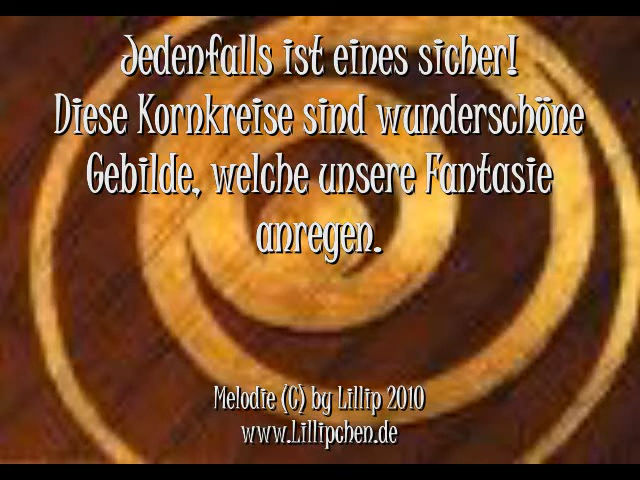 Jedenfalls ist eines sicher!
Diese Kornkreise sind wunderschöne
Gebilde, welche unsere Fantasie
anregen.
Melodie (C) by Lillip 2010
www.Lillipchen.de